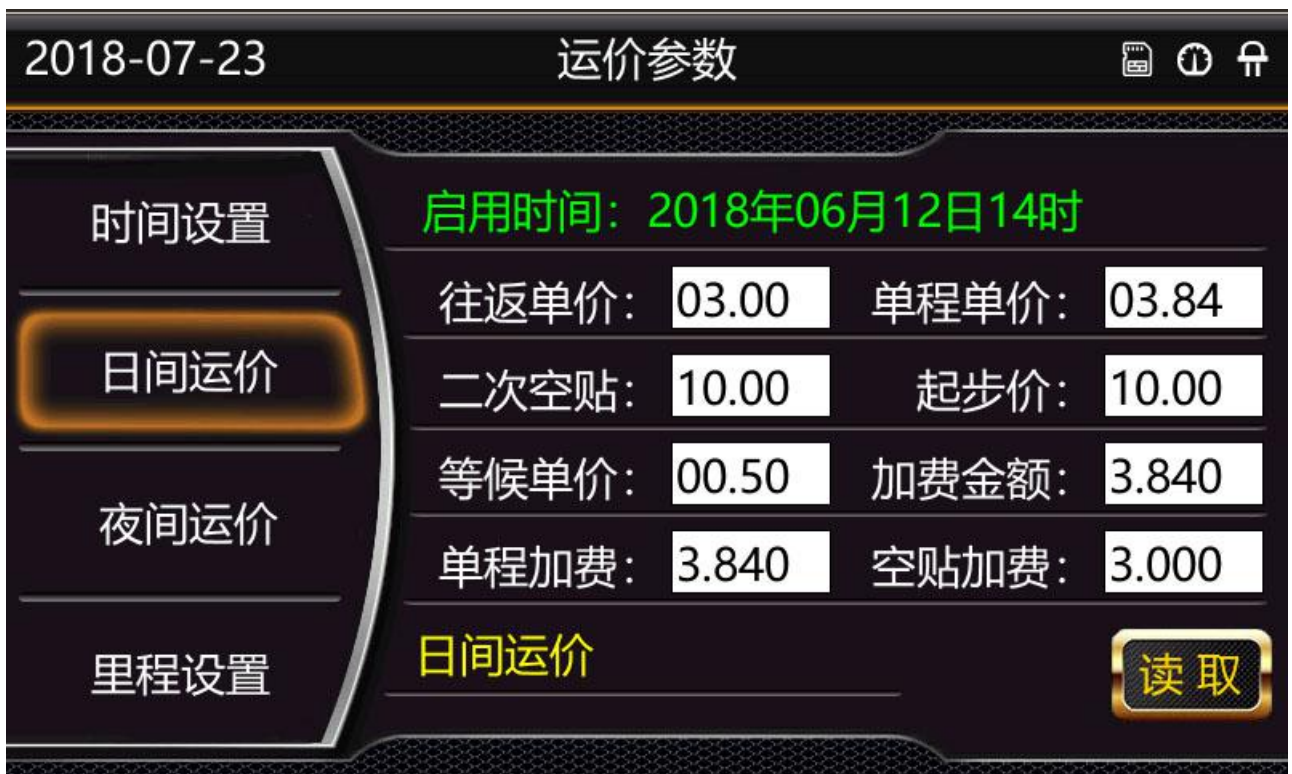 2018-07-23 运价参数
时间设置
日间运价
夜间运价
里程设置
启用时间：2018年06月12日14时
往返单价： 03.00 单程单价： 03.84
二次空贴： 10.00 起步价： 10.00
等候单价： 00.50 加费金额： 3.840
单程加费： 3.840 空贴加费： 3.000
日间运价
读取